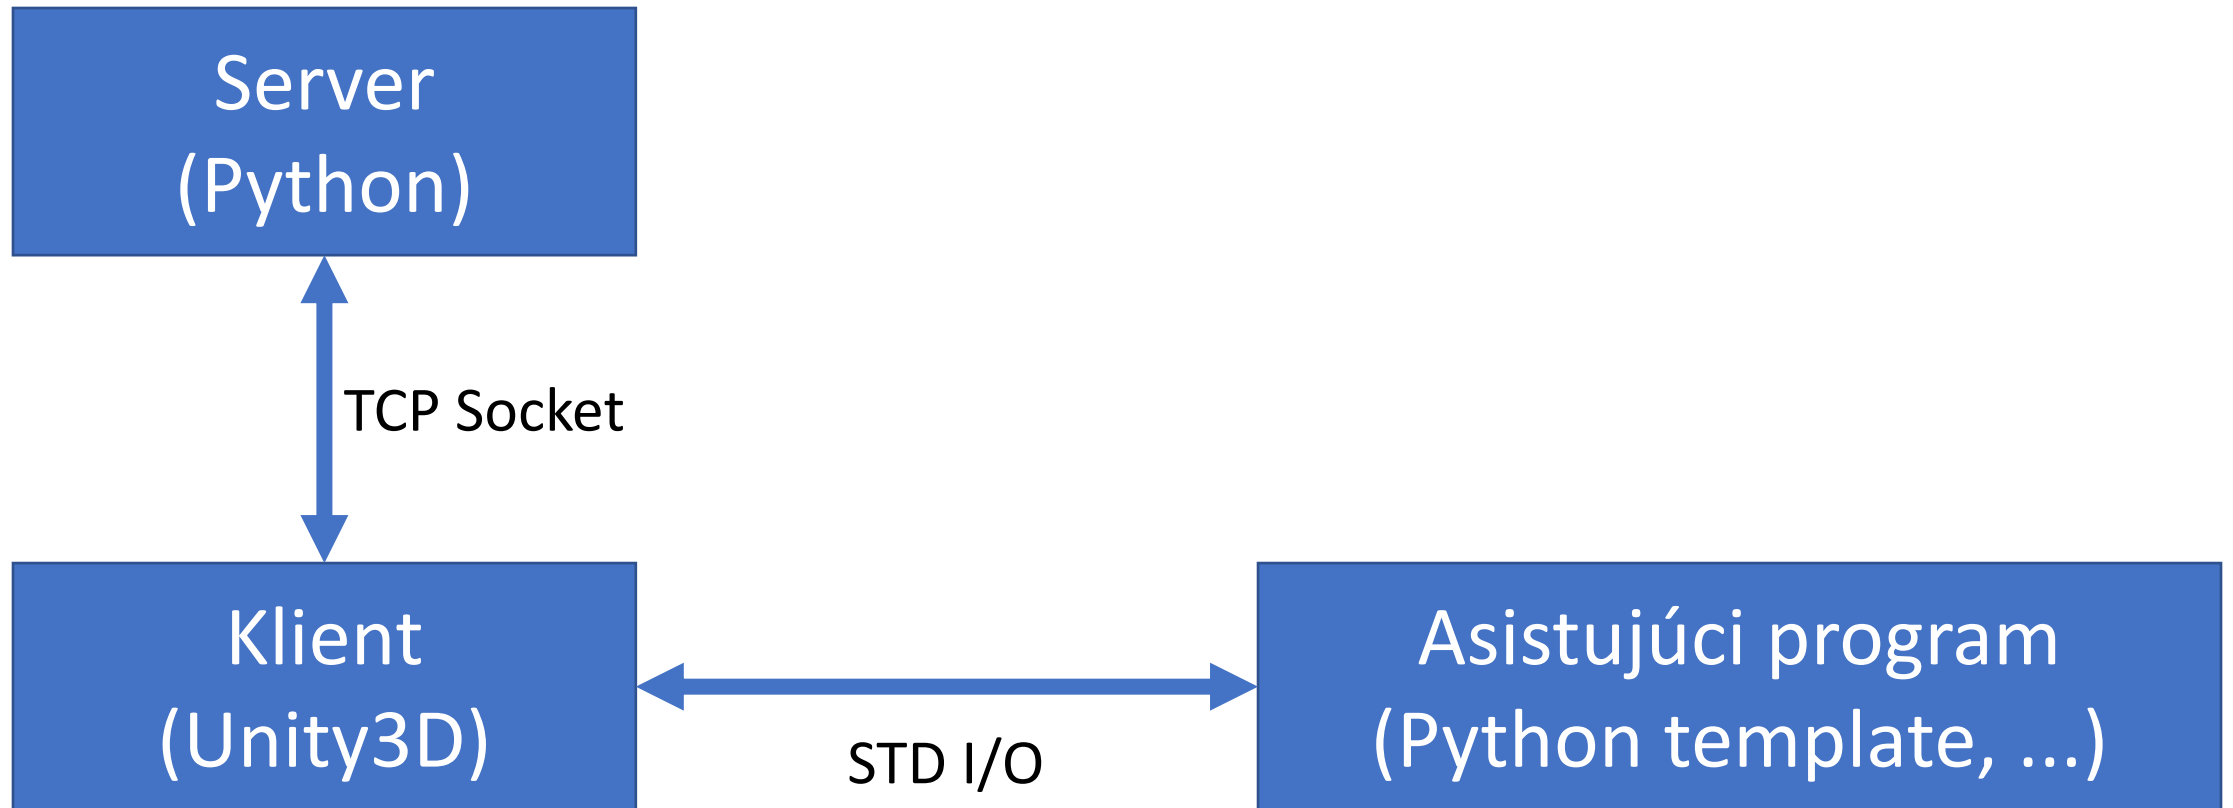 Server
(Python)
TCP Socket
Klient
(Unity3D)
STD I/O
Asistujúci program
(Python template, ...)